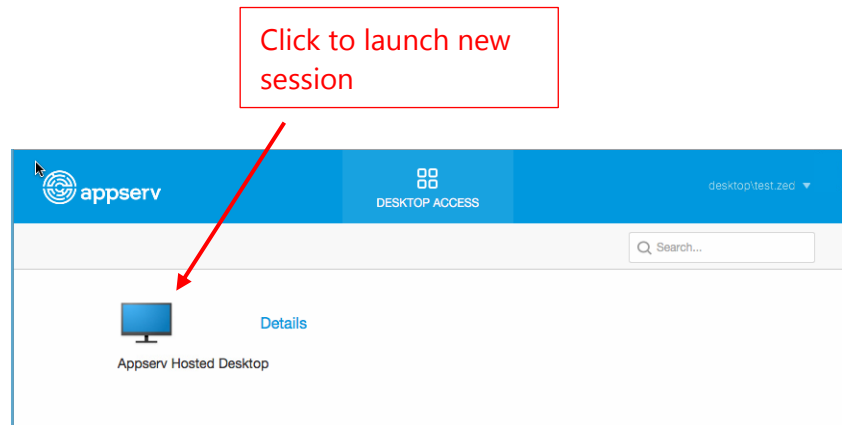 Click to launch new
session
appserv
DESKTOP ACCESS
desktop\test.zed
Search...
Details
Appserv Hosted Desktop